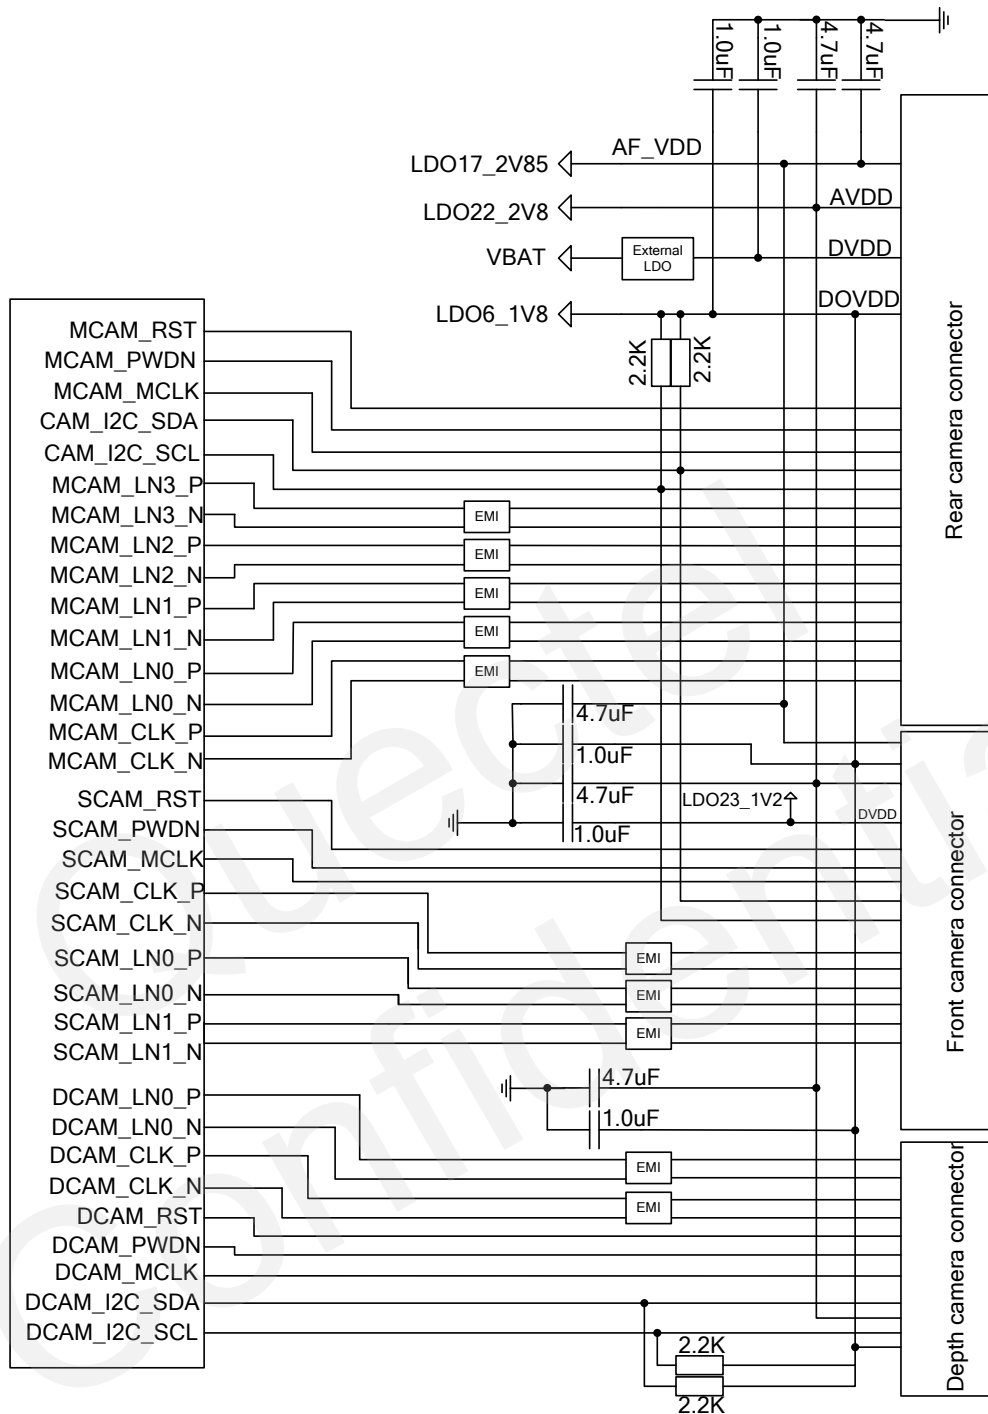 1.0uF
1.0uF
4.7uF
4.7uF
LDO17_2V85
AF_VDD
LDO22_2V8
AVDD
VBAT
External
LDO
DVDD
LDO6_1V8
DOVDD
2.2K
2.2K
Rear camera connector
MCAM_RST
MCAM_PWDN
MCAM_MCLK
CAM_I2C_SDA
CAM_I2C_SCL
MCAM_LN3_P
MCAM_LN3_N
MCAM_LN2_P
MCAM_LN2_N
MCAM_LN1_P
MCAM_LN1_N
MCAM_LN0_P
MCAM_LN0_N
MCAM_CLK_P
MCAM_CLK_N
EMI
EMI
EMI
EMI
EMI
4.7uF
1.0uF
4.7uF
1.0uF
LDO23_1V2
DVDD
Front camera connector
SCAM_RST
SCAM_PWDN
SCAM_MCLK
SCAM_CLK_P
SCAM_CLK_N
SCAM_LN0_P
SCAM_LN0_N
SCAM_LN1_P
SCAM_LN1_N
EMI
EMI
EMI
4.7uF
1.0uF
Depth camera connector
DCAM_LN0_P
DCAM_LN0_N
DCAM_CLK_P
DCAM_CLK_N
DCAM_RST
DCAM_PWDN
DCAM_MCLK
DCAM_I2C_SDA
DCAM_I2C_SCL
EMI
EMI
2.2K
2.2K
Quectel
Confidentia